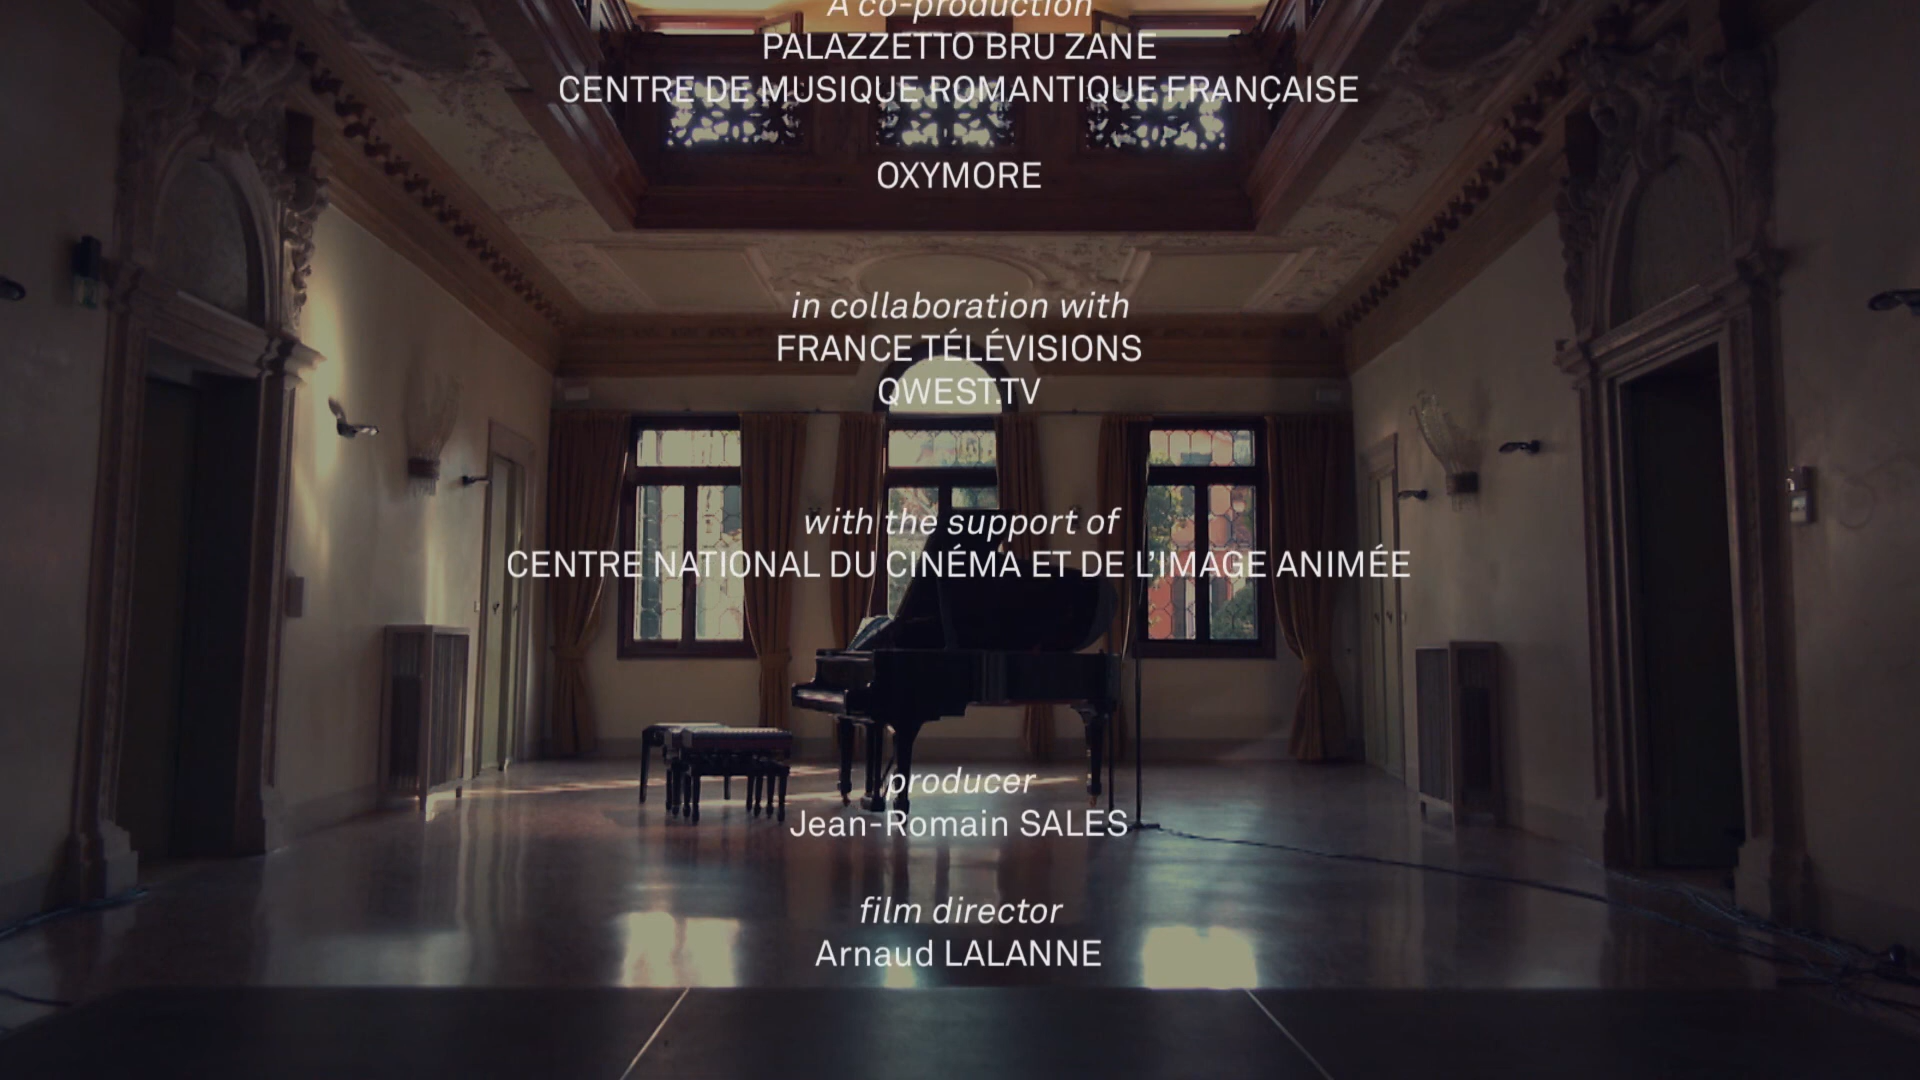 A co-production
PALAZZETTO BRU ZANE
CENTRE DE MUSIQUE ROMANTIQUE FRANÇAISE
OXYMORE
in collaboration with
FRANCE TÉLÉVISIONS
QWEST.TV
with the support of
CENTRE NATIONAL DU CINÉMA ET DE L'IMAGE ANIMÉE
producer
Jean-Romain SALES
film director
Arnaud LALANNE